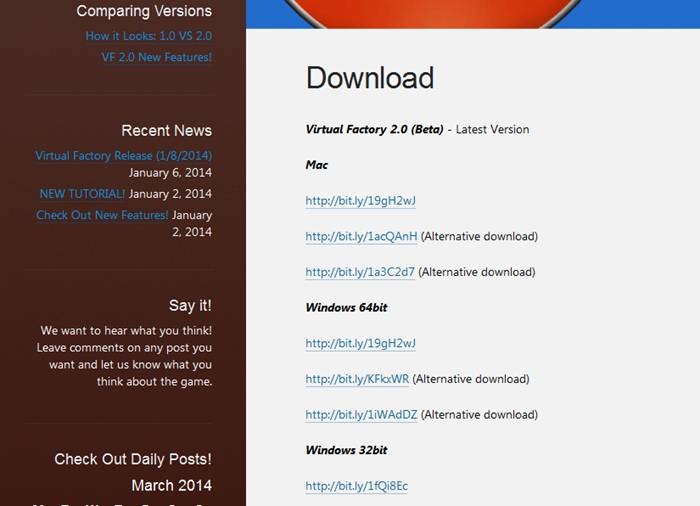 Comparing Versions
How it Looks: 1.0 VS 2.0
VF 2.0 New Features!
Recent News
Virtual Factory Release (1/8/2014)
January 6, 2014
NEW TUTORIAL! January 2, 2014
Check Out New Features! January
2, 2014
Say it!
We want to hear what you think!
Leave comments on any post you
want and let us know what you
think about the game.
Check Out Daily Posts!
March 2014
Download
Virtual Factory 2.0 (Beta) - Latest Version
Mac
http://bit.ly/19gH2wJ
http://bit.ly/1acQAnH (Alternative download)
http://bit.ly/1a3C2d7 (Alternative download)
Windows 64bit
http://bit.ly/19gH2wJ
http://bit.ly/KFkxWR (Alternative download)
http://bit.ly/1iWAdDZ (Alternative download)
Windows 32bit
http://bit.ly/1fQi8Ec